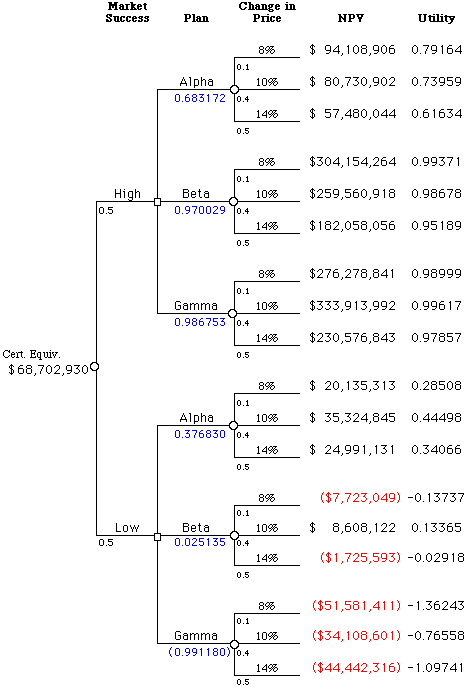 Market Success Plan Change in Price NPV Utility
8% $ 94,108,906 0.79164
0.1
Alpha 10% $ 80,730,902 0.73959
0.683172 0.4
14% $ 57,480,044 0.61634
0.5
8% $304,154,264 0.99371
0.1
High Beta 10% $259,560,918 0.98678
0.5 0.970029 0.4
14% $182,058,056 0.95189
0.5
8% $276,278,841 0.98999
0.1
Gamma 10% $333,913,992 0.99617
0.986753 0.4
14% $230,576,843 0.97857
0.5
Cert. Equiv.
$68,702,930
8% $ 20,135,313 0.28508
0.1
Alpha 10% $ 35,324,845 0.44498
0.376830 0.4
14% $ 24,991,131 0.34066
0.5
8% ($7,723,049) -0.13737
0.1
Low Beta 10% $ 8,608,122 0.13365
0.5 0.025135 0.4
14% ($1,725,593) -0.02918
0.5
8% ($51,581,411) -1.36243
0.1
Gamma 10% ($34,108,601) -0.76558
(0.991180) 0.4
14% ($44,442,316) -1.09741
0.5